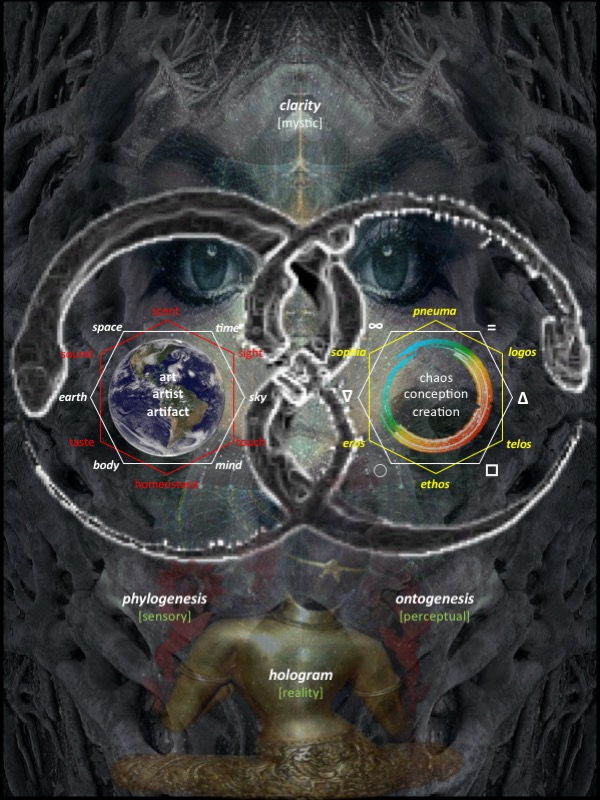 clarity
[mystic]
scent
pneuma
space
time
∞
=
sound
sight
sophia
logos
art
artist
artifact
chaos
conception
creation
earth
sky
∇
Δ
taste
touch
eros
telos
body
mind
ethos
phylogenesis
[sensory]
ontogenesis
[perceptual]
hologram
[reality]